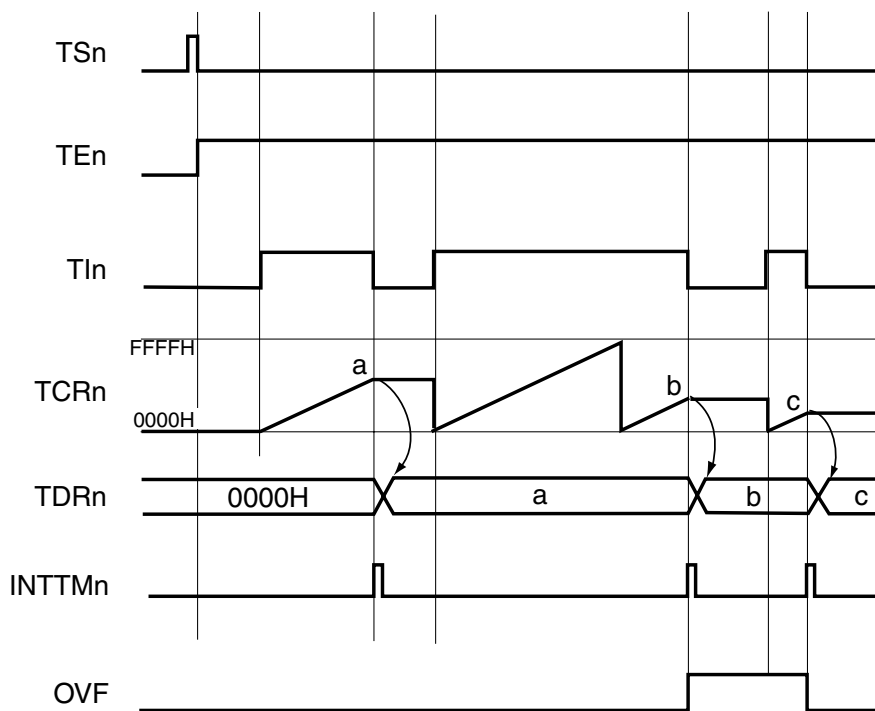 TSn
TEn
TIn
FFFFH
a
TCRn
b
c
0000H
TDRn
0000H
a
b
c
INTTMn
OVF